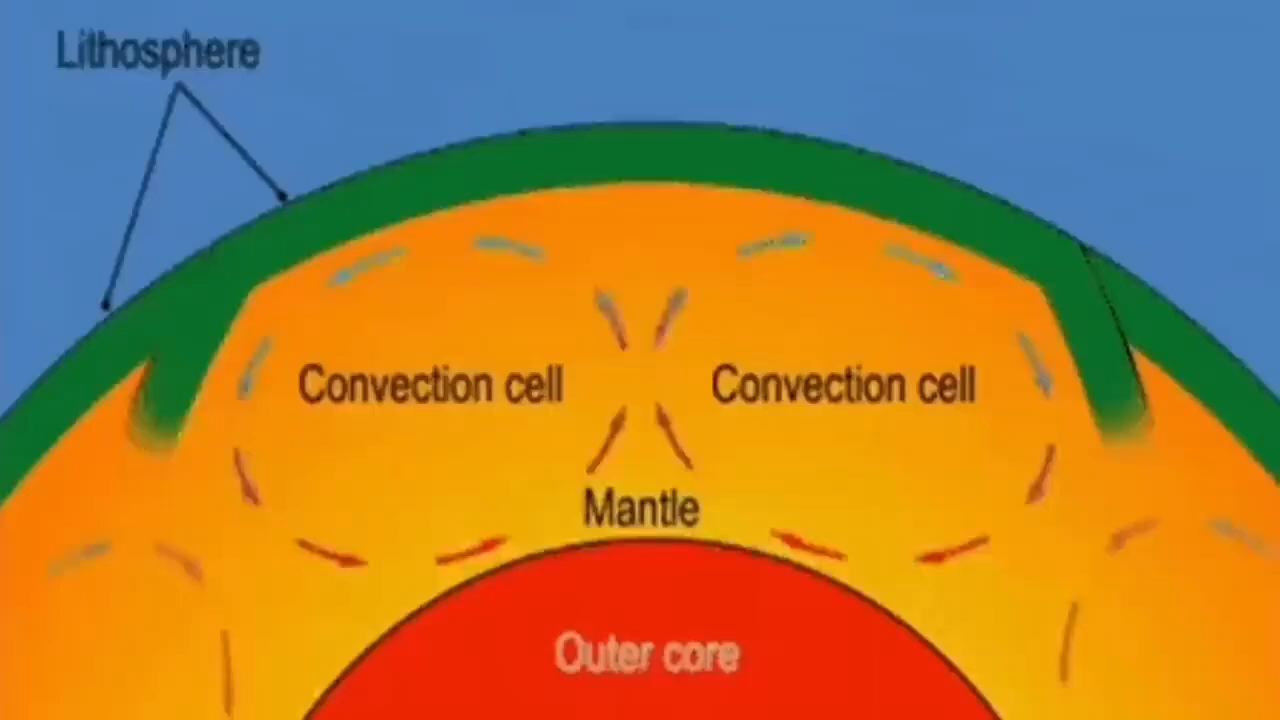 Lithosphere
Convection cell
Convection cell
Mantle
Outer core